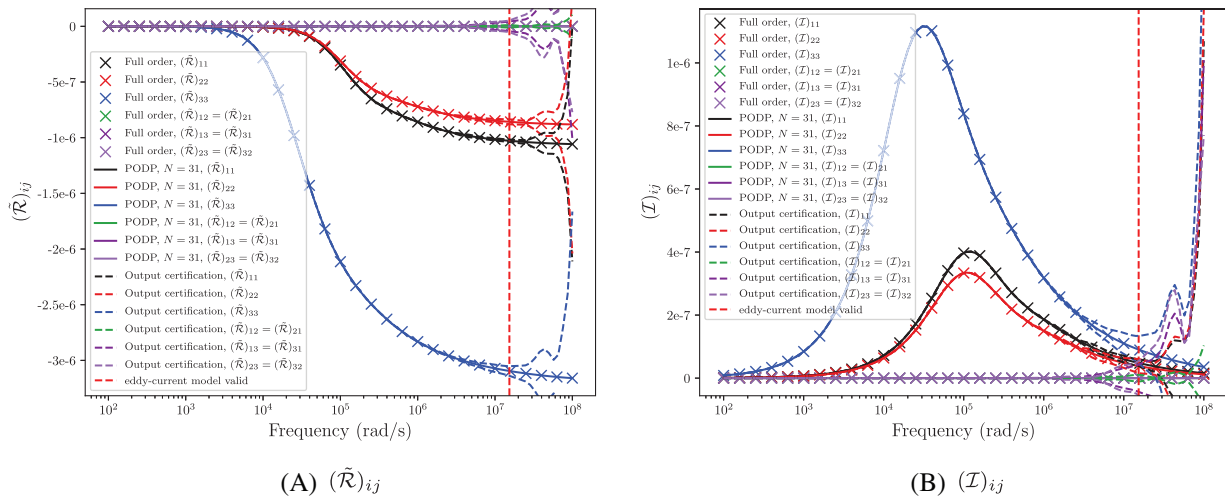 0
-5e-7
-1e-6
-1.5e-6
-2e-6
-2.5e-6
-3e-6
(R̃)ij
Full order, (R̃)11
Full order, (R̃)22
Full order, (R̃)33
Full order, (R̃)12 = (R̃)21
Full order, (R̃)13 = (R̃)31
Full order, (R̃)23 = (R̃)32
PODP, N = 31, (R̃)11
PODP, N = 31, (R̃)22
PODP, N = 31, (R̃)33
PODP, N = 31, (R̃)12 = (R̃)21
PODP, N = 31, (R̃)13 = (R̃)31
PODP, N = 31, (R̃)23 = (R̃)32
Output certification, (R̃)11
Output certification, (R̃)22
Output certification, (R̃)33
Output certification, (R̃)12 = (R̃)21
Output certification, (R̃)13 = (R̃)31
Output certification, (R̃)23 = (R̃)32
eddy-current model valid
10² 10³ 10⁴ 10⁵ 10⁶ 10⁷ 10⁸
Frequency (rad/s)
(A) (R̃)ij
1e-6
8e-7
6e-7
4e-7
2e-7
0
(I)ij
Full order, (I)11
Full order, (I)22
Full order, (I)33
Full order, (I)12 = (I)21
Full order, (I)13 = (I)31
Full order, (I)23 = (I)32
PODP, N = 31, (I)11
PODP, N = 31, (I)22
PODP, N = 31, (I)33
PODP, N = 31, (I)12 = (I)21
PODP, N = 31, (I)13 = (I)31
PODP, N = 31, (I)23 = (I)32
Output certification, (I)11
Output certification, (I)22
Output certification, (I)33
Output certification, (I)12 = (I)21
Output certification, (I)13 = (I)31
Output certification, (I)23 = (I)32
eddy-current model valid
10² 10³ 10⁴ 10⁵ 10⁶ 10⁷ 10⁸
Frequency (rad/s)
(B) (I)ij